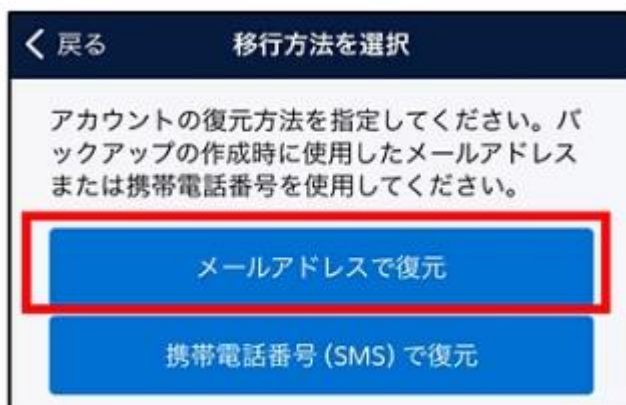 戻る 移行方法を選択
アカウントの復元方法を指定してください。バ
ックアップの作成時に使用したメールアドレス
または携帯電話番号を使用してください。
メールアドレスで復元
携帯電話番号 (SMS) で復元